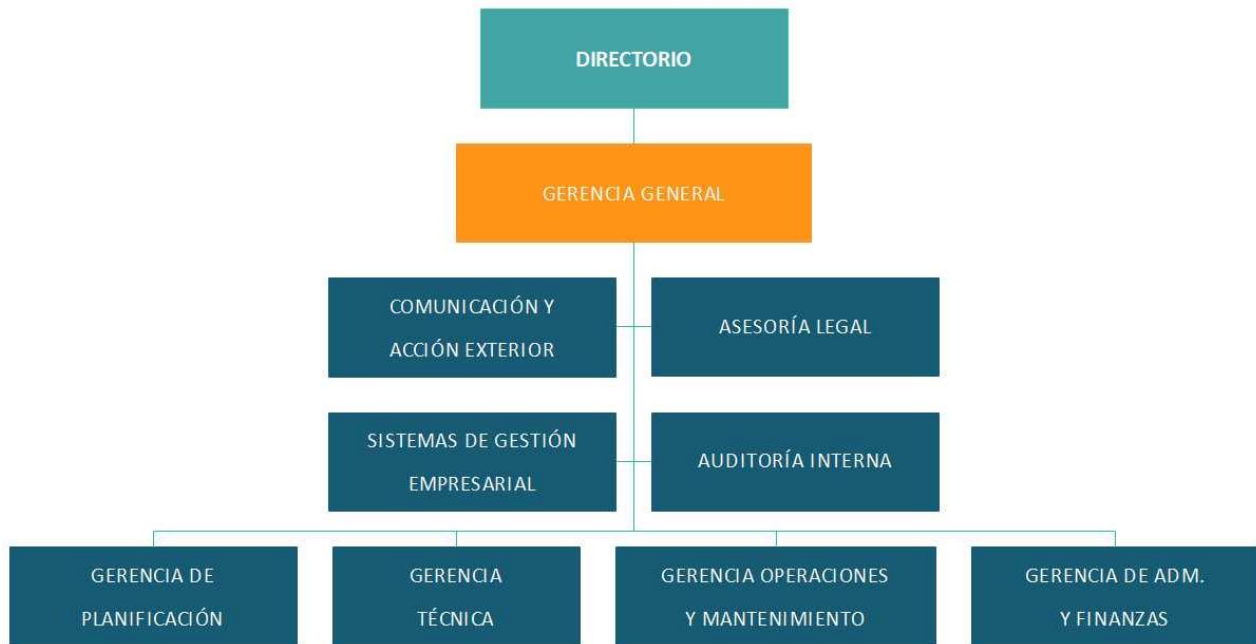 DIRECTORIO
GERENCIA GENERAL
COMUNICACIÓN Y
ACCIÓN EXTERIOR
ASESORÍA LEGAL
SISTEMAS DE GESTIÓN
EMPRESARIAL
AUDITORÍA INTERNA
GERENCIA DE
PLANIFICACIÓN
GERENCIA
TÉCNICA
GERENCIA OPERACIONES
Y MANTENIMIENTO
GERENCIA DE ADM.
Y FINANZAS